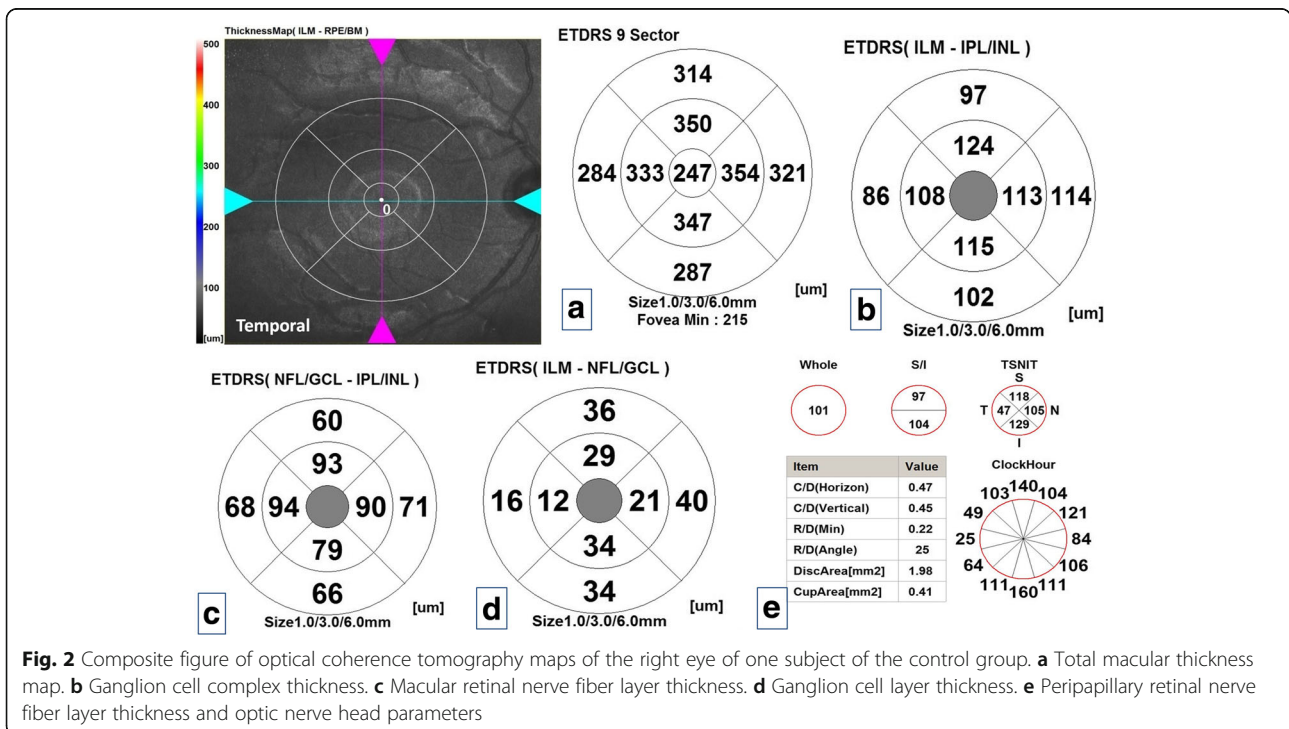 ThicknessMap( ILM - RPE/BM )
500
400
300
200
100
[um]
0
Temporal
ETDRS 9 Sector
314
350
284 333 247 354 321
347
287
[um]
Size1.0/3.0/6.0mm
Fovea Min : 215
a
ETDRS( ILM - IPL/INL )
97
124
86 108 113 114
115
102
[um]
Size1.0/3.0/6.0mm
b
ETDRS( NFL/GCL - IPL/INL )
60
93
68 94 90 71
79
66
[um]
Size1.0/3.0/6.0mm
c
ETDRS( ILM - NFL/GCL )
36
29
16 12 21 40
34
34
[um]
Size1.0/3.0/6.0mm
d
Whole
101
S/I
97
104
TSNIT
S
118
T 47 105 N
129
I
Item Value
C/D(Horizon) 0.47
C/D(Vertical) 0.45
R/D(Min) 0.22
R/D(Angle) 25
DiscArea[mm2] 1.98
CupArea[mm2] 0.41
ClockHour
140
103 104
49 121
25 84
64 106
111 111
160
e
Fig. 2 Composite figure of optical coherence tomography maps of the right eye of one subject of the control group. a Total macular thickness
map. b Ganglion cell complex thickness. c Macular retinal nerve fiber layer thickness. d Ganglion cell layer thickness. e Peripapillary retinal nerve
fiber layer thickness and optic nerve head parameters